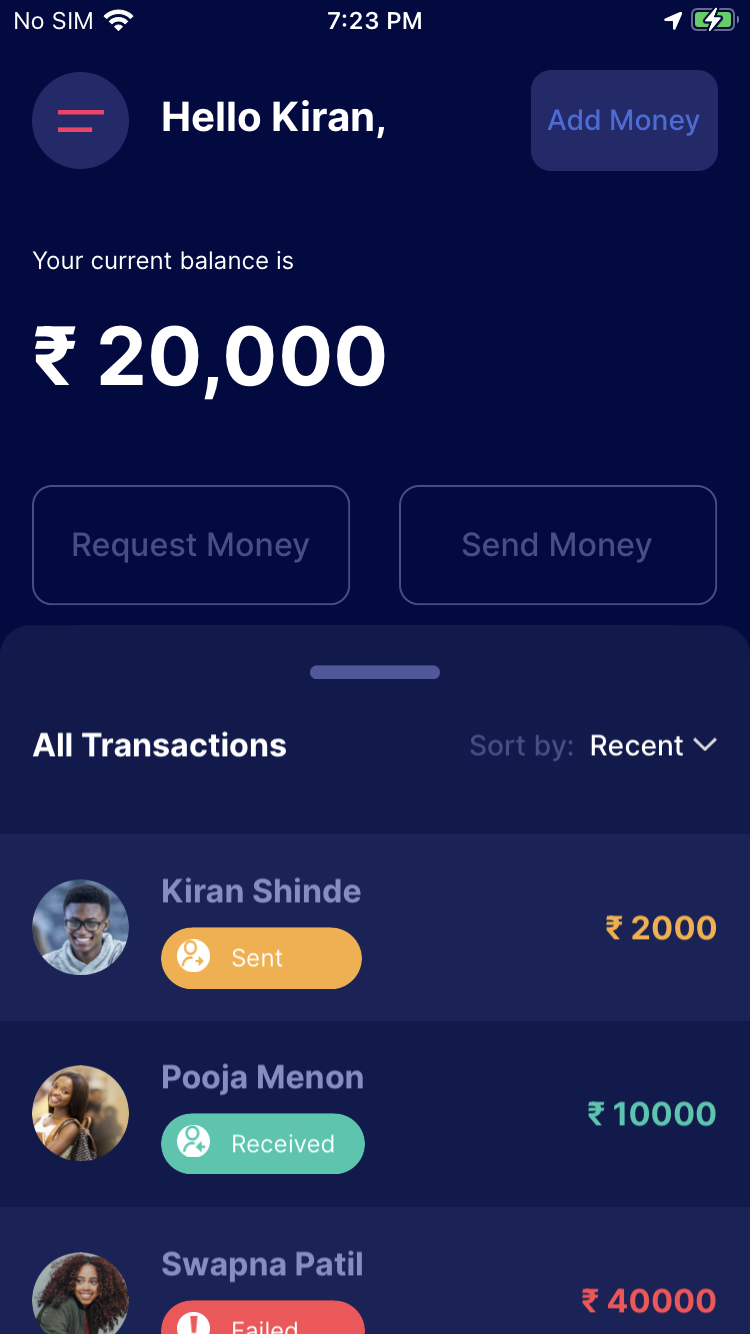 No SIM 7:23 PM
Hello Kiran,
Add Money
Your current balance is
₹ 20,000
Request Money
Send Money
All Transactions
Sort by: Recent
Kiran Shinde
Sent
₹ 2000
Pooja Menon
Received
₹ 10000
Swapna Patil
Failed
₹ 40000